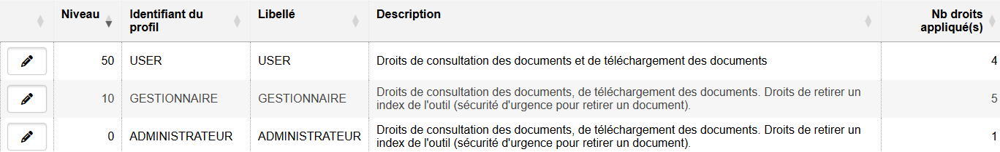 Niveau Identifiant du profil Libellé Description Nb droits appliqué(s)
50 USER USER Droits de consultation des documents et de téléchargement des documents 4
10 GESTIONNAIRE GESTIONNAIRE Droits de consultation des documents, de téléchargement des documents. Droits de retirer un
index de l'outil (sécurité d'urgence pour retirer un document). 5
0 ADMINISTRATEUR ADMINISTRATEUR Droits de consultation des documents, de téléchargement des documents. Droits de retirer un
index de l'outil (sécurité d'urgence pour retirer un document). 1